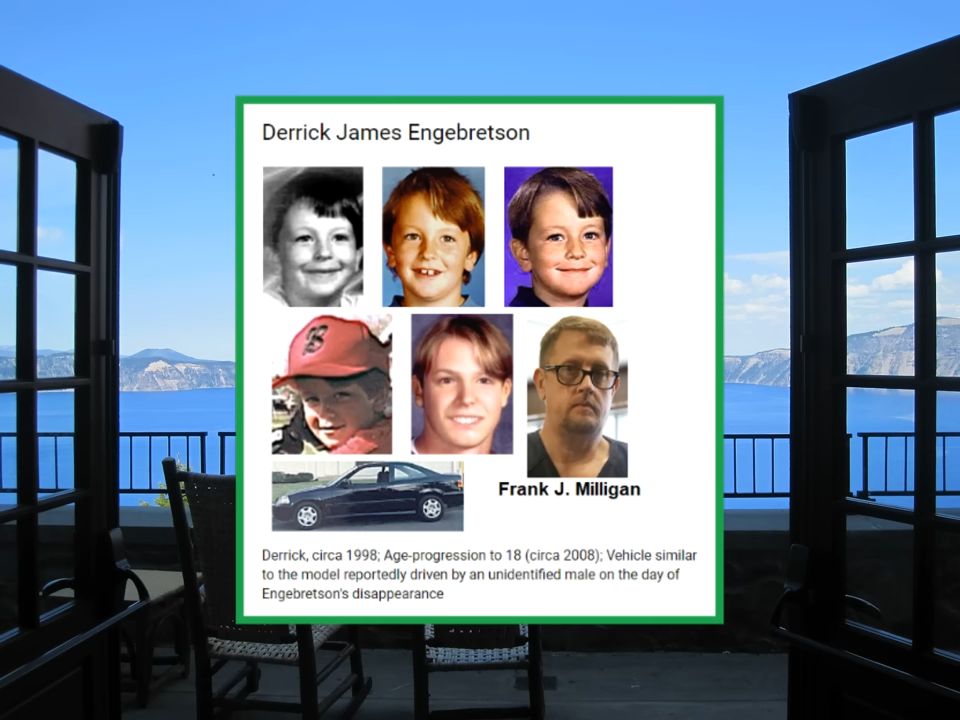 Derrick James Engebretson
B
Frank J. Milligan
Derrick, circa 1998; Age-progression to 18 (circa 2008); Vehicle similar
to the model reportedly driven by an unidentified male on the day of
Engebretson's disappearance